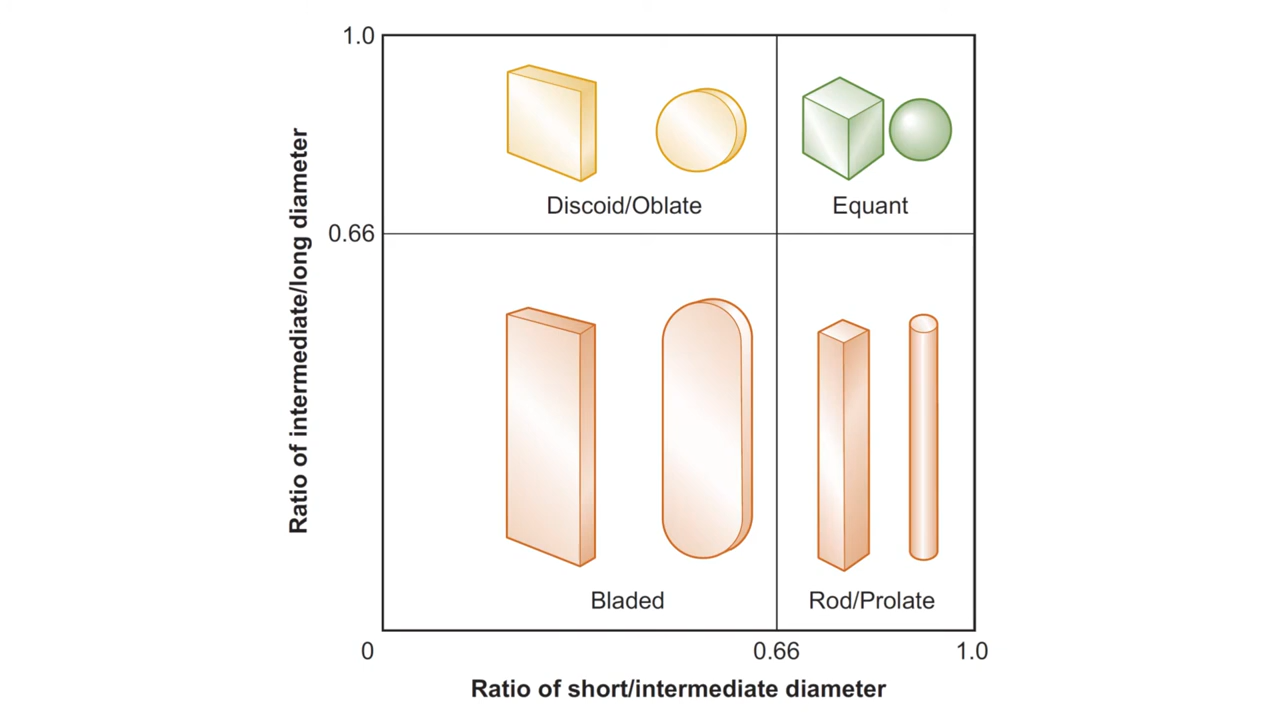 1.0
Discoid/Oblate
Equant
0.66
Ratio of intermediate/long diameter
Bladed
Rod/Prolate
0
0.66
1.0
Ratio of short/intermediate diameter